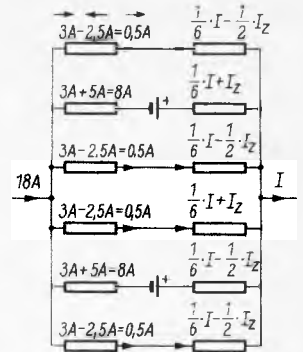 3A−2,5A=0,5A 1/6·I−1/2·I_Z
3A+5A=8A + 1/6·I+I_Z
3A−2.5A=0.5A 1/6·I−1/2·I_Z
18A I
3A−2,5A=0,5A 1/6·I+I_Z
3A+5A=8A + 1/6·I−1/2·I_Z
3A−2,5A=0,5A 1/6·I−1/2·I_Z